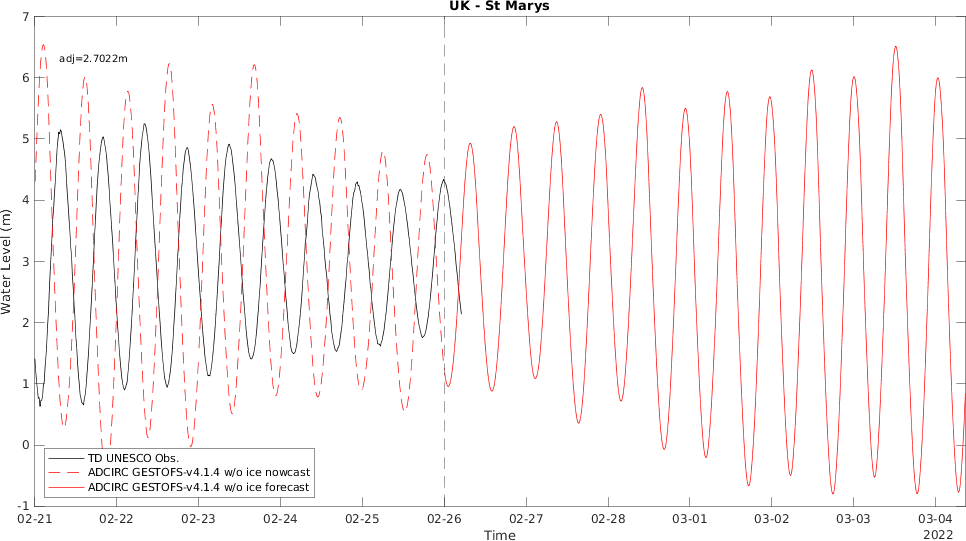 UK - St Marys
7
adj=2.7022m
6
5
4
3
2
1
0
-1
Water Level (m)
TD UNESCO Obs.
ADCIRC GESTOFS-v4.1.4 w/o ice nowcast
ADCIRC GESTOFS-v4.1.4 w/o ice forecast
02-21 02-22 02-23 02-24 02-25 02-26 02-27 02-28 03-01 03-02 03-03 03-04
Time
2022